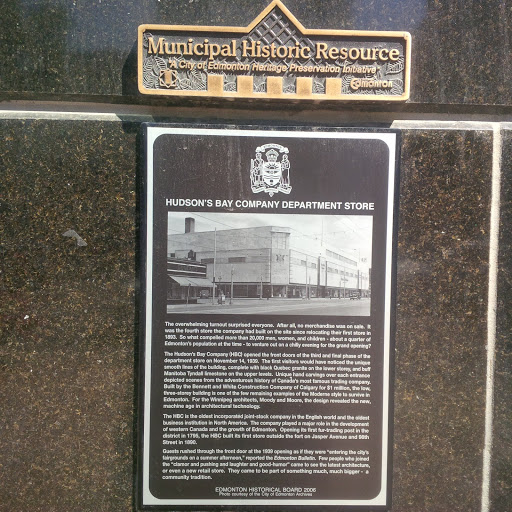 Municipal Historic Resource
A City of Edmonton Heritage Preservation Initiative
Edmonton
HUDSON'S BAY COMPANY DEPARTMENT STORE
The overwhelming turnout surprised everyone. After all, no merchandise was on sale. It
was the fourth store the company had built on the site since relocating their first store in
1893. So what compelled more than 20,000 men, women, and children - about a quarter of
Edmonton's population at the time - to venture out on a chilly evening for the grand opening?
The Hudson's Bay Company (HBC) opened the front doors of the third and final phase of the
department store on November 14, 1939. The first visitors would have noticed the unique
smooth lines of the building, complete with black Quebec granite on the lower storey, and buff
Manitoba Tyndall limestone on the upper levels. Unique hand carvings over each entrance
depicted scenes from the adventurous history of Canada's most famous trading company.
Built by the Bennett and White Construction Company of Calgary for $1 million, the low,
three-storey building is one of the few remaining examples of the Moderne style to survive in
Edmonton. For the Winnipeg architects, Moody and Moore, the design revealed the new,
machine age in architectural technology.
The HBC is the oldest incorporated joint-stock company in the English world and the oldest
business institution in North America. The company played a major role in the development
of western Canada and the growth of Edmonton. Opening its first fur-trading post in the
district in 1795, the HBC built its first store outside the fort on Jasper Avenue and 98th
Street in 1890.
Guests rushed through the front door at the 1939 opening as if they were "entering the city's
fairgrounds on a summer afternoon," reported the Edmonton Bulletin. Few people who joined
the "clamor and pushing and laughter and good-humor" came to see the latest architecture,
or even a new retail store. They came to be part of something much, much bigger - a
community tradition.
EDMONTON HISTORICAL BOARD 2006
Photo courtesy of the City of Edmonton Archives